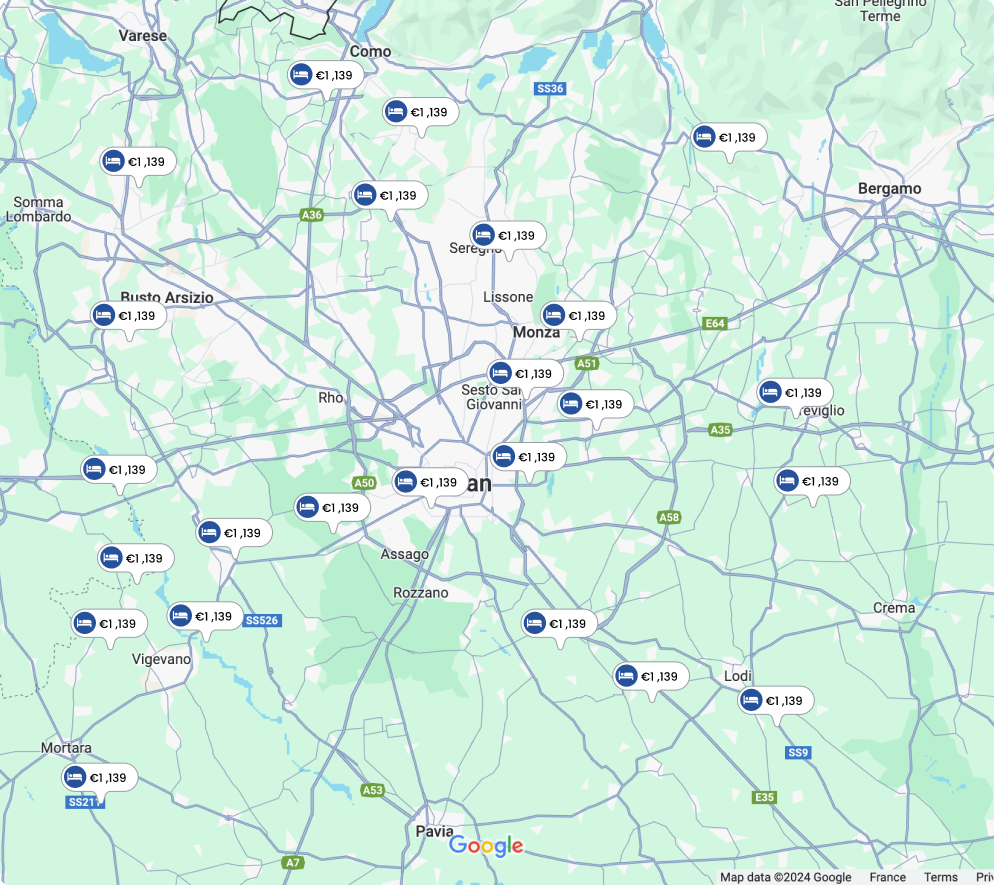 San Pellegrino
Terme
Varese
Como
€1 ,139
SS36
€1 ,139
€1 ,139
€1 ,139
Bergamo
€1 ,139
Somma
Lombardo
A36
€1 ,139
Seregno
Busto Arsizio
Lissone
€1 ,139
€1 ,139
E64
Monza
A51
€1 ,139
Sesto San
Giovanni
€1 ,139
Rho
€1 ,139
reviglio
A35
€1 ,139
€1 ,139
A50
€1 ,139
an
€1 ,139
€1 ,139
A58
€1 ,139
Assago
€1 ,139
Rozzano
Crema
€1 ,139
€1 ,139
SS526
€1 ,139
Vigevano
€1 ,139
Lodi
€1 ,139
Mortara
SS9
€1 ,139
SS211
A53
E35
Pavia
Google
A7
Map data ©2024 Google
France
Terms
Pri